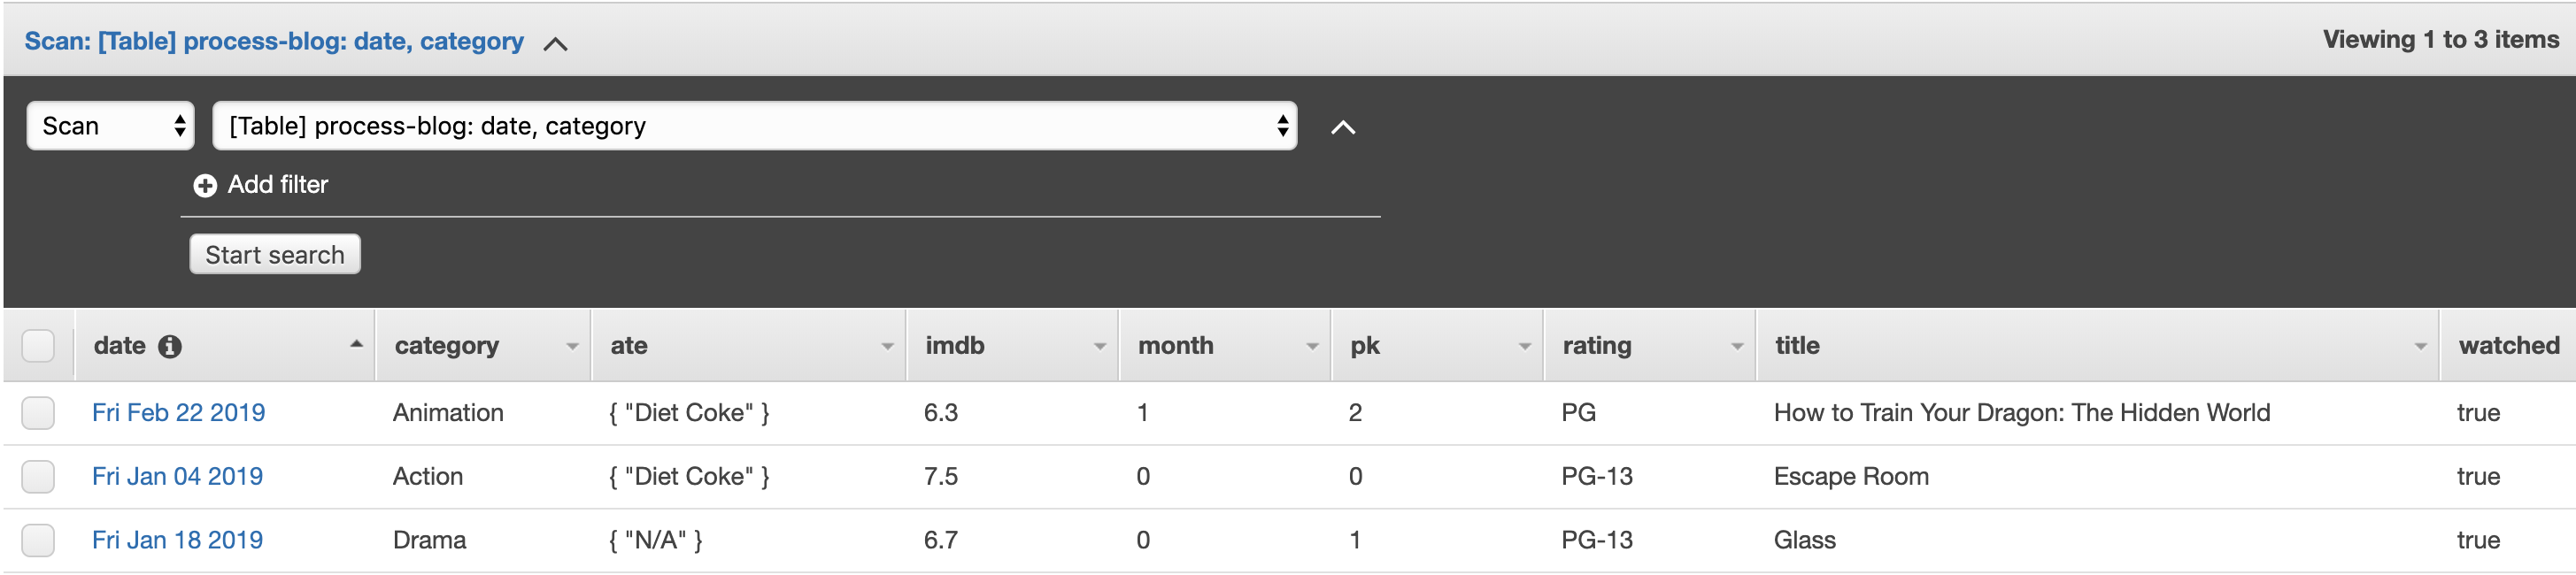 Scan: [Table] process-blog: date, category Viewing 1 to 3 items
Scan [Table] process-blog: date, category
Add filter
Start search
date category ate imdb month pk rating title watched
Fri Feb 22 2019 Animation { "Diet Coke" } 6.3 1 2 PG How to Train Your Dragon: The Hidden World true
Fri Jan 04 2019 Action { "Diet Coke" } 7.5 0 0 PG-13 Escape Room true
Fri Jan 18 2019 Drama { "N/A" } 6.7 0 1 PG-13 Glass true